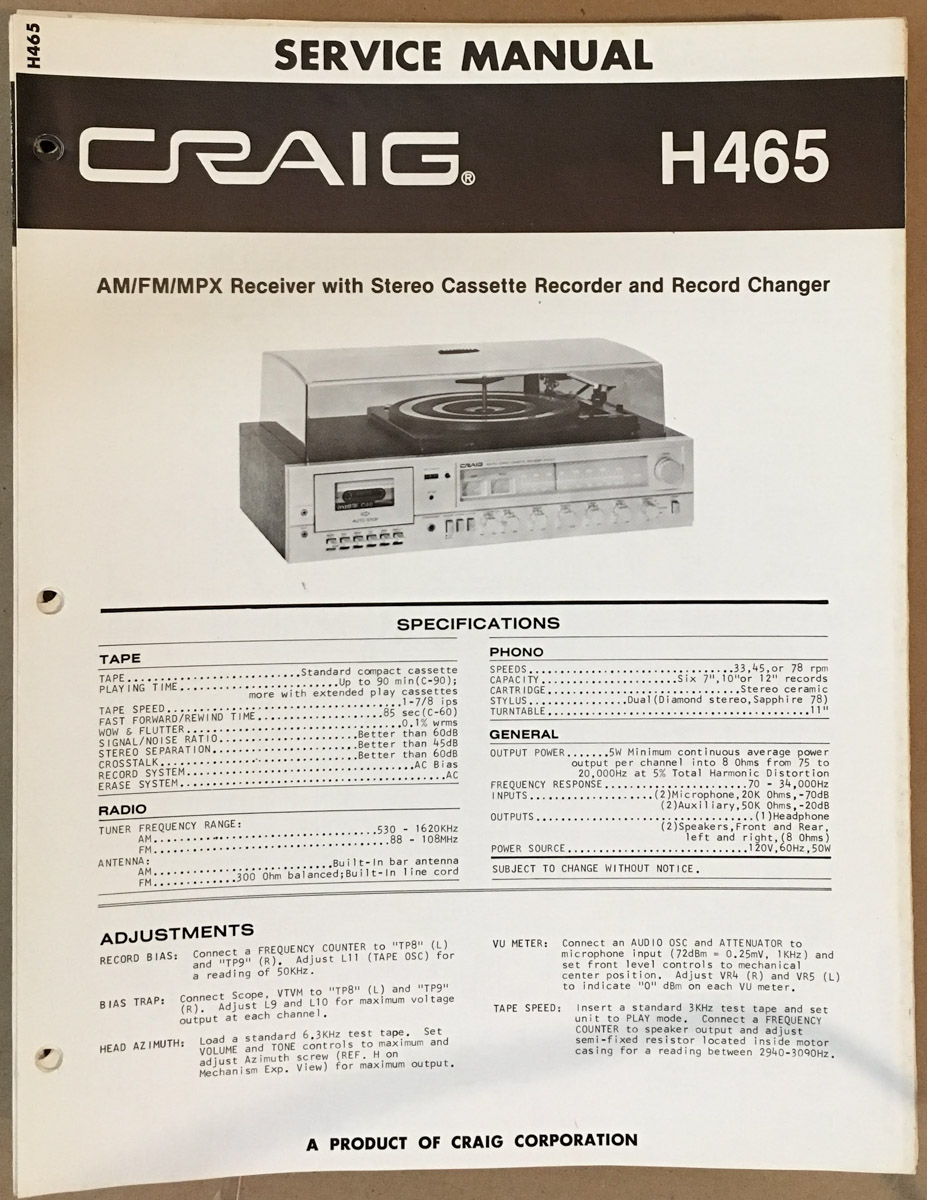 H465
SERVICE MANUAL
CRAIG® H465
AM/FM/MPX Receiver with Stereo Cassette Recorder and Record Changer
CRAIG
AUTO STOP
SPECIFICATIONS
TAPE
TAPE..........................Standard compact cassette
PLAYING TIME........................Up to 90 min(C-90);
more with extended play cassettes
TAPE SPEED...................................1-7/8 ips
FAST FORWARD/REWIND TIME...................85 sec(C-60)
WOW & FLUTTER................................0.1% wrms
SIGNAL/NOISE RATIO.....................Better than 60dB
STEREO SEPARATION......................Better than 45dB
CROSSTALK..............................Better than 60dB
RECORD SYSTEM...................................AC Bias
ERASE SYSTEM.........................................AC
RADIO
TUNER FREQUENCY RANGE:
AM.................................530 - 1620KHz
FM..................................88 - 108MHz
ANTENNA:
AM..........................Built-In bar antenna
FM............300 Ohm balanced;Built-In line cord
PHONO
SPEEDS.............................33,45,or 78 rpm
CAPACITY.....................Six 7",10"or 12" records
CARTRIDGE.............................Stereo ceramic
STYLUS..............Dual(Diamond stereo,Sapphire 78)
TURNTABLE........................................11"
GENERAL
OUTPUT POWER.......5W Minimum continuous average power
output per channel into 8 Ohms from 75 to
20,000Hz at 5% Total Harmonic Distortion
FREQUENCY RESPONSE...................70 - 34,000Hz
INPUTS..................(2)Microphone,20K Ohms,-70dB
(2)Auxiliary,50K Ohms,-20dB
OUTPUTS.................................(1)Headphone
(2)Speakers,Front and Rear,
left and right,(8 Ohms)
POWER SOURCE..........................120V,60Hz,50W
SUBJECT TO CHANGE WITHOUT NOTICE.
ADJUSTMENTS
RECORD BIAS: Connect a FREQUENCY COUNTER to "TP8" (L)
and "TP9" (R). Adjust L11 (TAPE OSC) for
a reading of 50KHz.
BIAS TRAP: Connect Scope, VTVM to "TP8" (L) and "TP9"
(R). Adjust L9 and L10 for maximum voltage
output at each channel.
HEAD AZIMUTH: Load a standard 6.3KHz test tape. Set
VOLUME and TONE controls to maximum and
adjust Azimuth screw (REF. H on
Mechanism Exp. View) for maximum output.
VU METER: Connect an AUDIO OSC and ATTENUATOR to
microphone input (72dBm = 0.25mV, 1KHz) and
set front level controls to mechanical
center position. Adjust VR4 (R) and VR5 (L)
to indicate "0" dBm on each VU meter.
TAPE SPEED: Insert a standard 3KHz test tape and set
unit to PLAY mode. Connect a FREQUENCY
COUNTER to speaker output and adjust
semi-fixed resistor located inside motor
casing for a reading between 2940-3090Hz.
A PRODUCT OF CRAIG CORPORATION